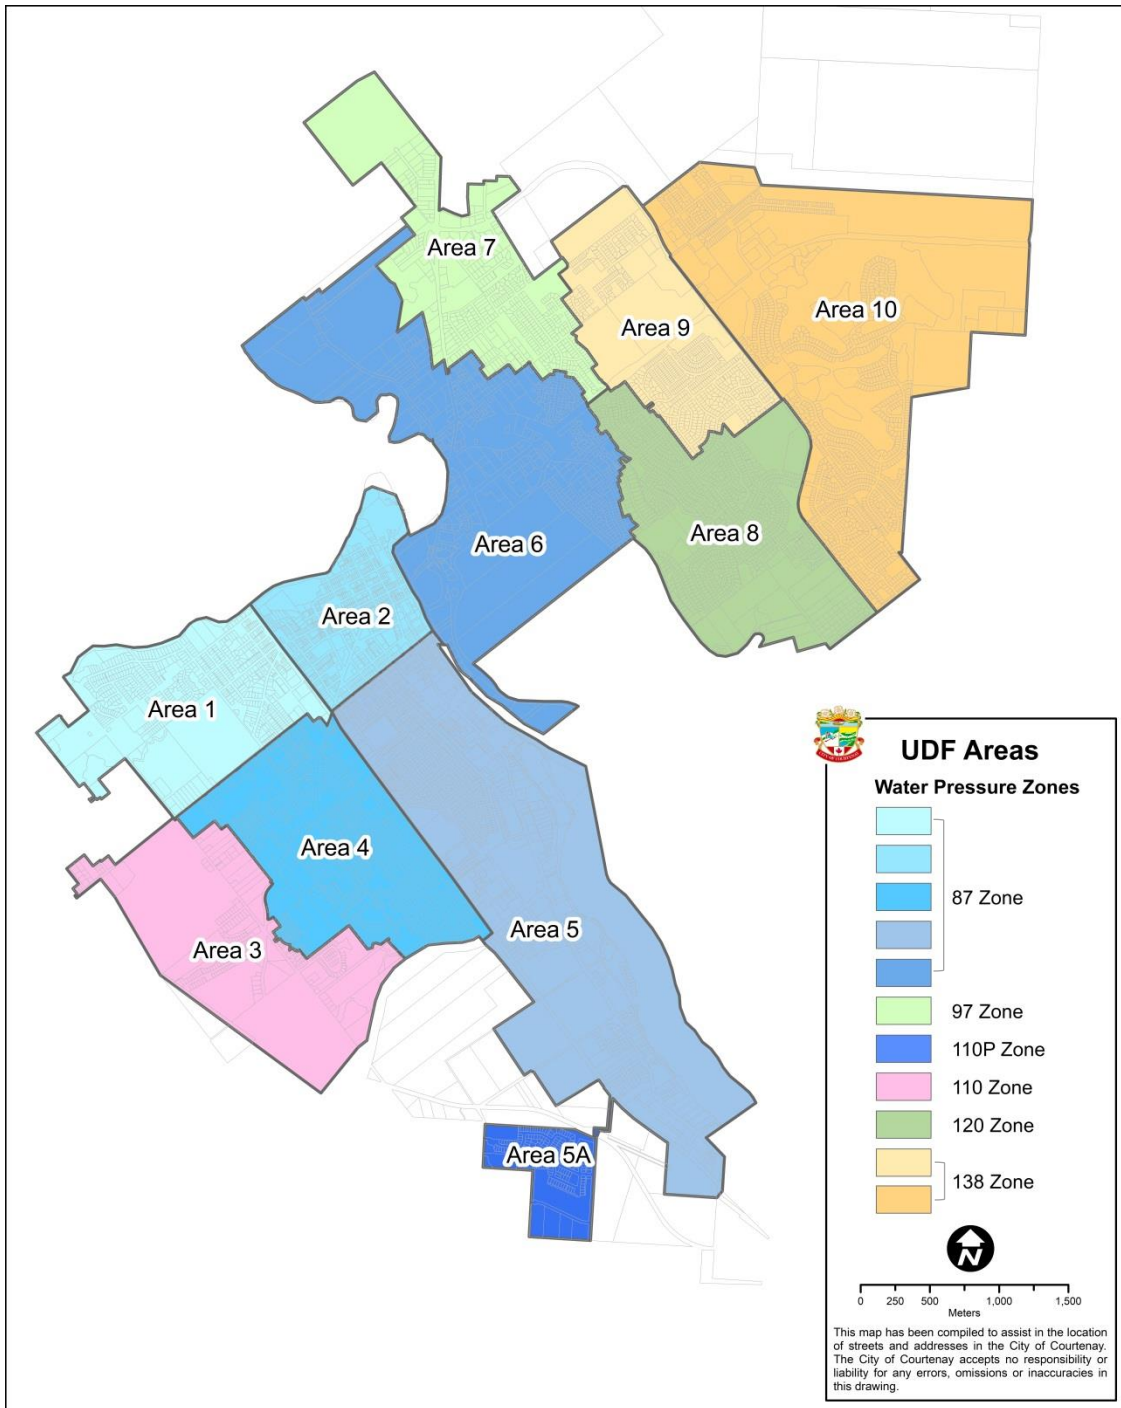 Area 7
Area 9
Area 10
Area 8
Area 6
Area 2
Area 1
Area 4
Area 3
Area 5
Area 5A
UDF Areas
Water Pressure Zones
87 Zone
97 Zone
110P Zone
110 Zone
120 Zone
138 Zone
N
0 250 500 1,000 1,500
Meters
This map has been compiled to assist in the location
of streets and addresses in the City of Courtenay.
The City of Courtenay accepts no responsibility or
liability for any errors, omissions or inaccuracies in
this drawing.